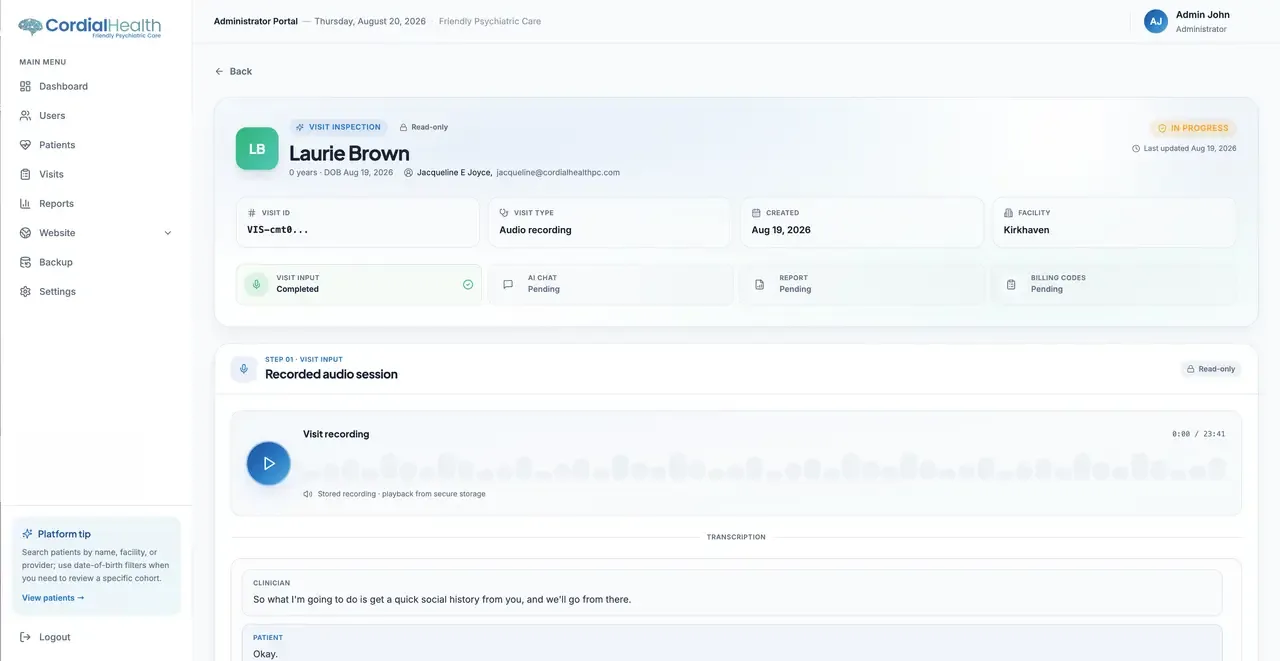 CordialHealth
Friendly Psychiatric Care
Administrator Portal — Thursday, August 20, 2026 Friendly Psychiatric Care
AJ
Admin John
Administrator
MAIN MENU
Dashboard
Users
Patients
Visits
Reports
Website
Backup
Settings
Platform tip
Search patients by name, facility, or
provider; use date-of-birth filters when
you need to review a specific cohort.
View patients →
Logout
← Back
LB
VISIT INSPECTION
Read-only
Laurie Brown
0 years · DOB Aug 19, 2026 Jacqueline E Joyce, jacqueline@cordialhealthpc.com
IN PROGRESS
Last updated Aug 19, 2026
# VISIT ID
VIS-cmt0...
VISIT TYPE
Audio recording
CREATED
Aug 19, 2026
FACILITY
Kirkhaven
VISIT INPUT
Completed
AI CHAT
Pending
REPORT
Pending
BILLING CODES
Pending
STEP 01 · VISIT INPUT
Recorded audio session
Read-only
Visit recording
0:00 / 23:41
Stored recording · playback from secure storage
TRANSCRIPTION
CLINICIAN
So what I'm going to do is get a quick social history from you, and we'll go from there.
PATIENT
Okay.